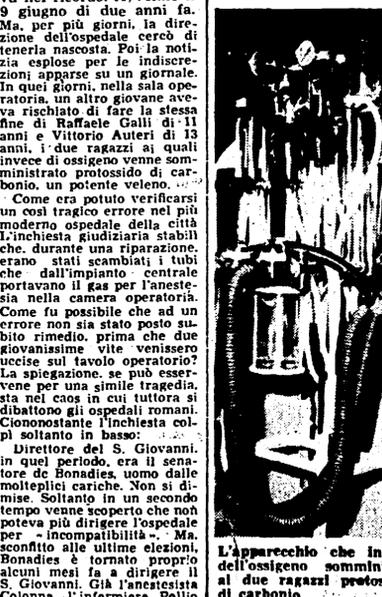 9 giugno di due anni fa.
Ma, per più giorni, la dire-
zione dell'ospedale cercò di
tenerla nascosta. Poi la noti-
zia esplose per le indiscre-
zioni apparse su un giornale.
In quei giorni, nella sala ope-
ratoria, un altro giovane ave-
va rischiato di fare la stessa
fine di Raffaele Galli di 11
anni e Vittorio Auteri di 13
anni, i due ragazzi ai quali
invece di ossigeno venne som-
ministrato protossido di car-
bonio, un potente veleno.
Come era potuto verificarsi
un così tragico errore nel più
moderno ospedale della città
L'inchiesta giudiziaria stabilì
che, durante una riparazione,
erano stati scambiati i tubi
che dall'impianto centrale
portavano il gas per l'aneste-
sia nella camera operatoria.
Come fu possibile che ad un
errore non sia stato posto su-
bito rimedio, prima che due
giovanissime vite venissero
uccise sul tavolo operatorio?
La spiegazione, se può esser-
vene per una simile tragedia,
sta nel caos in cui tuttora si
dibattono gli ospedali romani.
Ciononostante l'inchiesta col-
pì soltanto in basso:
Direttore del S. Giovanni,
in quel periodo, era il sena-
tore dc Bonadies, uomo dalle
molteplici cariche. Non si di-
mise. Soltanto in un secondo
tempo venne scoperto che non
poteva più dirigere l'ospedale
per « incompatibilità ». Ma,
sconfitto alle ultime elezioni,
Bonadies è tornato proprio
alcuni mesi fa a dirigere il
S. Giovanni. Già l'anestesista
L'apparecchio che in
dell'ossigeno sommin
ai due ragazzi protos
di carbonio